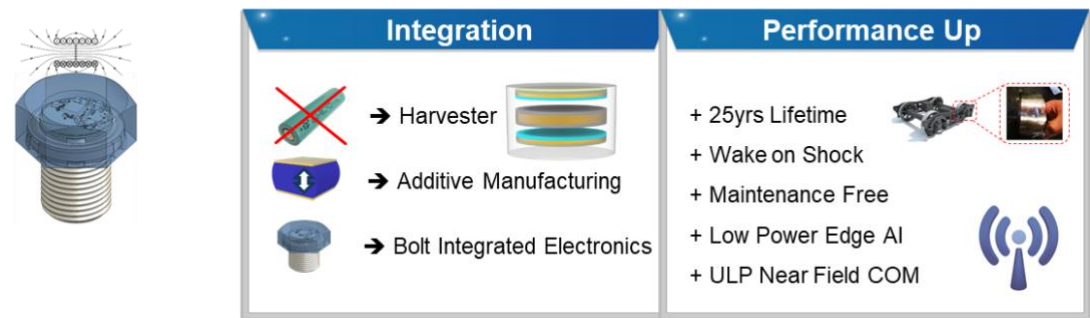 Integration
➔ Harvester
➔ Additive Manufacturing
➔ Bolt Integrated Electronics
Performance Up
+ 25yrs Lifetime
+ Wake on Shock
+ Maintenance Free
+ Low Power Edge AI
+ ULP Near Field COM